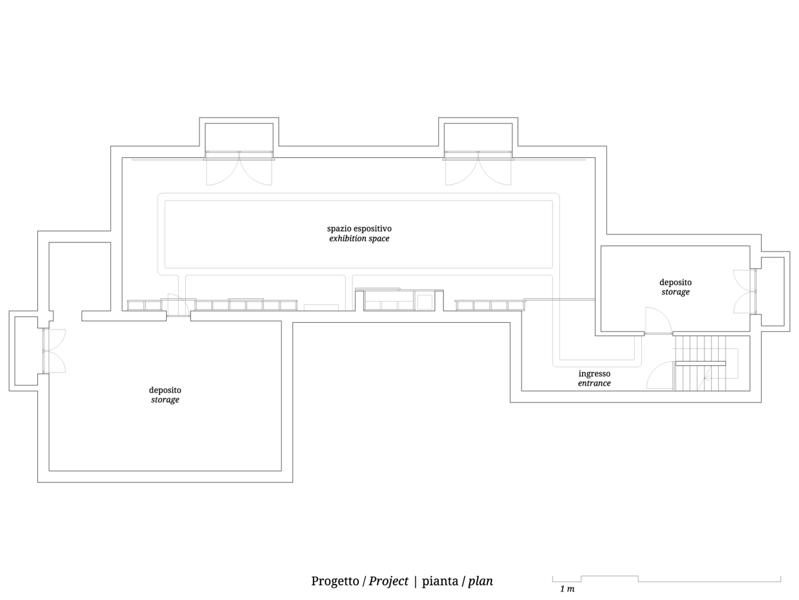 spazio espositivo
exhibition space
deposito
storage
ingresso
entrance
deposito
storage
Progetto / Project | pianta / plan
1 m